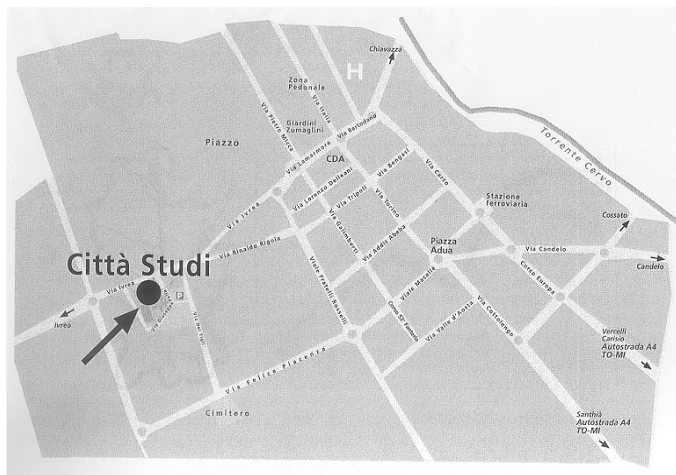 Chiavazza
H
Zona
Pedonale
Via Italia
Via Pietro Micca
Giardini
Zumaglini
Via Bertodano
Torrente Cervo
Piazzo
Via Lamarmora
CDA
Via Bengasi
Via Carso
Via Lorenzo Delleani
Via Tripoli
Via Torino
Stazione
ferroviaria
Cossato
Via Ivrea
Via Rinaldo Rigola
Via Galimberti
Via Addis Abeba
Piazza
Adua
Via Candelo
Candelo
Città Studi
Viale Macallè
Corso Europa
Via Ivrea
P
Viale Fratelli Rosselli
Corso 53° Fanteria
Via Valle d'Aosta
Via Cottolengo
Ivrea
Via Giuseppe
Vercelli
Carisio
Autostrada A4
TO-MI
Via Felice Piacenza
Cimitero
Santhià
Autostrada A4
TO-MI